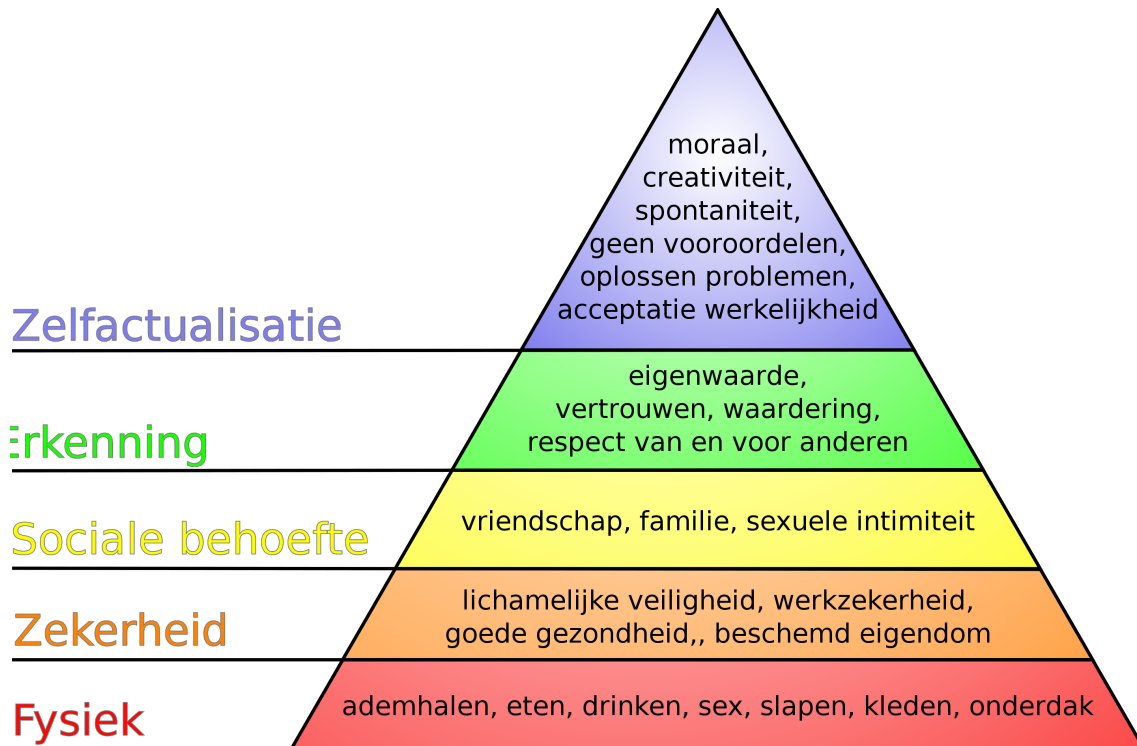 moraal,
creativiteit,
spontaniteit,
geen vooroordelen,
oplossen problemen,
acceptatie werkelijkheid
Zelfactualisatie
eigenwaarde,
vertrouwen, waardering,
respect van en voor anderen
Erkenning
vriendschap, familie, sexuele intimiteit
Sociale behoefte
lichamelijke veiligheid, werkzekerheid,
goede gezondheid,, beschemd eigendom
Zekerheid
ademhalen, eten, drinken, sex, slapen, kleden, onderdak
Fysiek